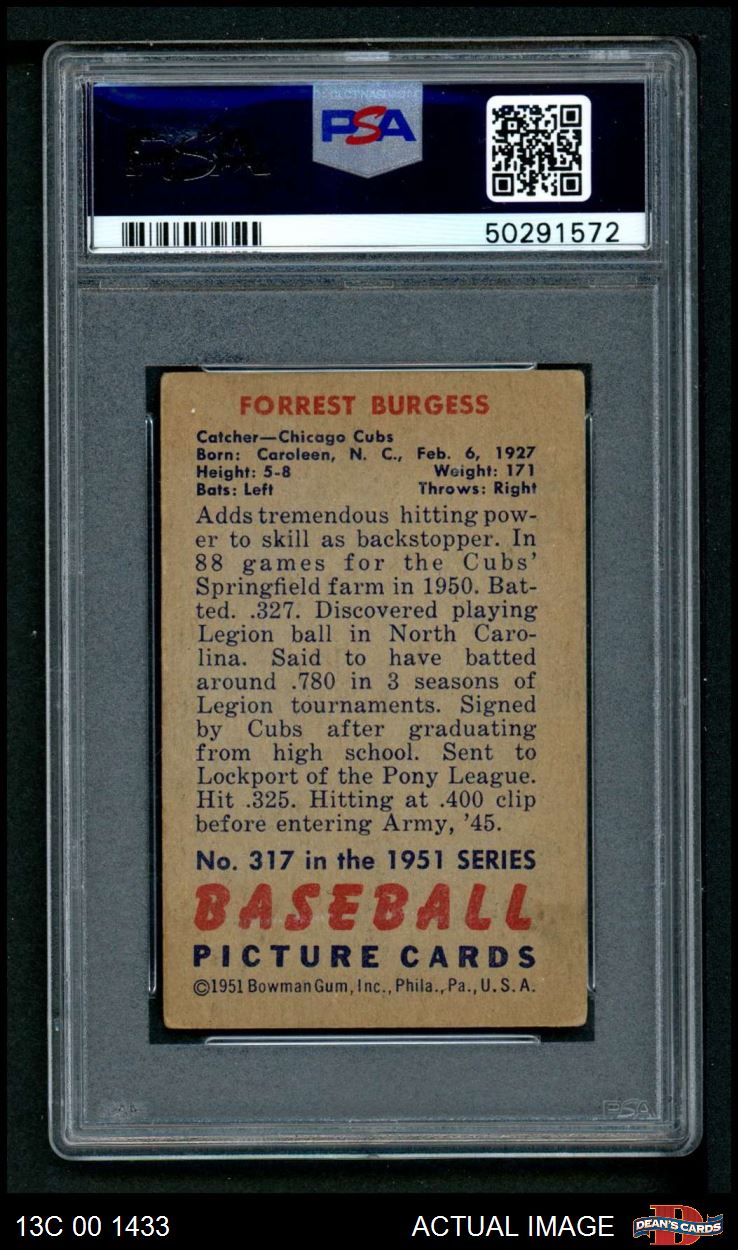 PSA
50291572
FORREST BURGESS
Catcher—Chicago Cubs
Born: Caroleen, N. C., Feb. 6, 1927
Height: 5-8 Weight: 171
Bats: Left Throws: Right
Adds tremendous hitting pow-
er to skill as backstopper. In
88 games for the Cubs'
Springfield farm in 1950. Bat-
ted. .327. Discovered playing
Legion ball in North Caro-
lina. Said to have batted
around .780 in 3 seasons of
Legion tournaments. Signed
by Cubs after graduating
from high school. Sent to
Lockport of the Pony League.
Hit .325. Hitting at .400 clip
before entering Army, '45.
No. 317 in the 1951 SERIES
BASEBALL
PICTURE CARDS
©1951 Bowman Gum, Inc., Phila., Pa., U. S. A.
PSA
13C 00 1433 ACTUAL IMAGE DEAN'S CARDS